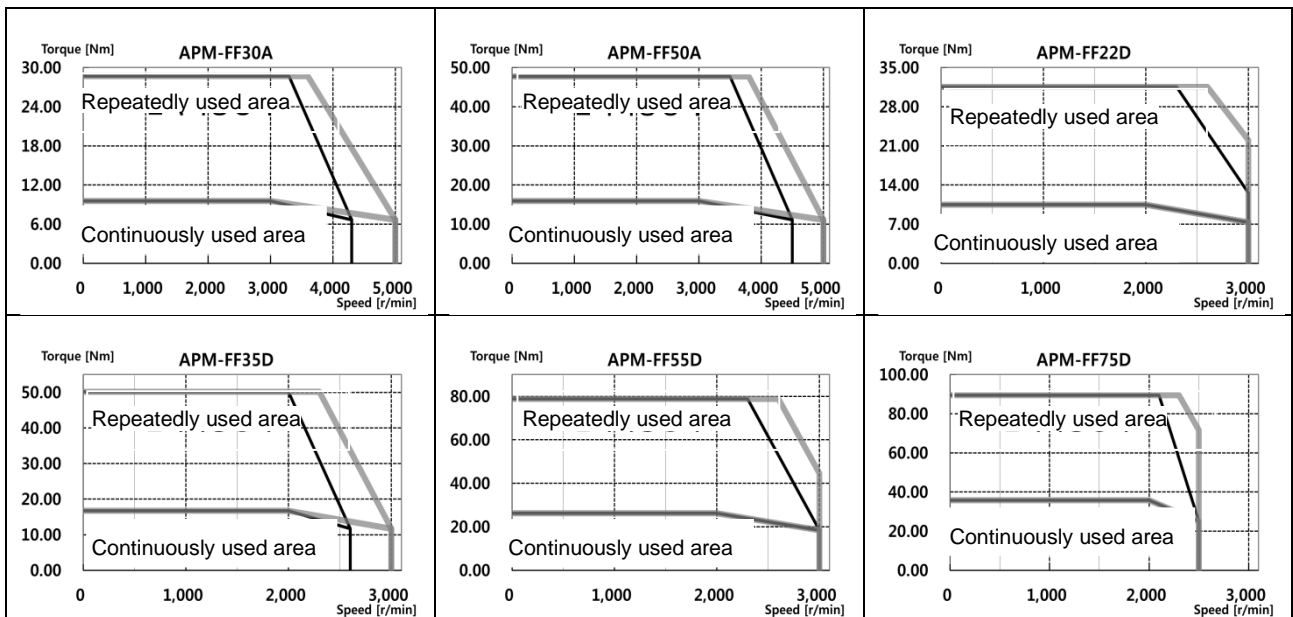 Torque [Nm] APM-FF30A
30.00
24.00
18.00
12.00
6.00
0.00
Repeatedly used area
Continuously used area
0 1,000 2,000 3,000 4,000 5,000
Speed [r/min]
Torque [Nm] APM-FF50A
50.00
40.00
30.00
20.00
10.00
0.00
Repeatedly used area
Continuously used area
0 1,000 2,000 3,000 4,000 5,000
Speed [r/min]
Torque [Nm] APM-FF22D
35.00
28.00
21.00
14.00
7.00
0.00
Repeatedly used area
Continuously used area
0 1,000 2,000 3,000
Speed [r/min]
Torque [Nm] APM-FF35D
50.00
40.00
30.00
20.00
10.00
0.00
Repeatedly used area
Continuously used area
0 1,000 2,000 3,000
Speed [r/min]
Torque [Nm] APM-FF55D
80.00
60.00
40.00
20.00
0.00
Repeatedly used area
Continuously used area
0 1,000 2,000 3,000
Speed [r/min]
Torque [Nm] APM-FF75D
100.00
80.00
60.00
40.00
20.00
0.00
Repeatedly used area
Continuously used area
0 1,000 2,000 3,000
Speed [r/min]